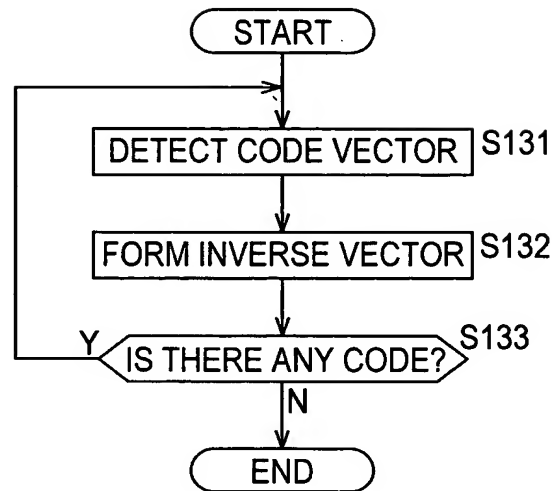 START
DETECT CODE VECTOR S131
FORM INVERSE VECTOR S132
Y IS THERE ANY CODE? S133
N
END